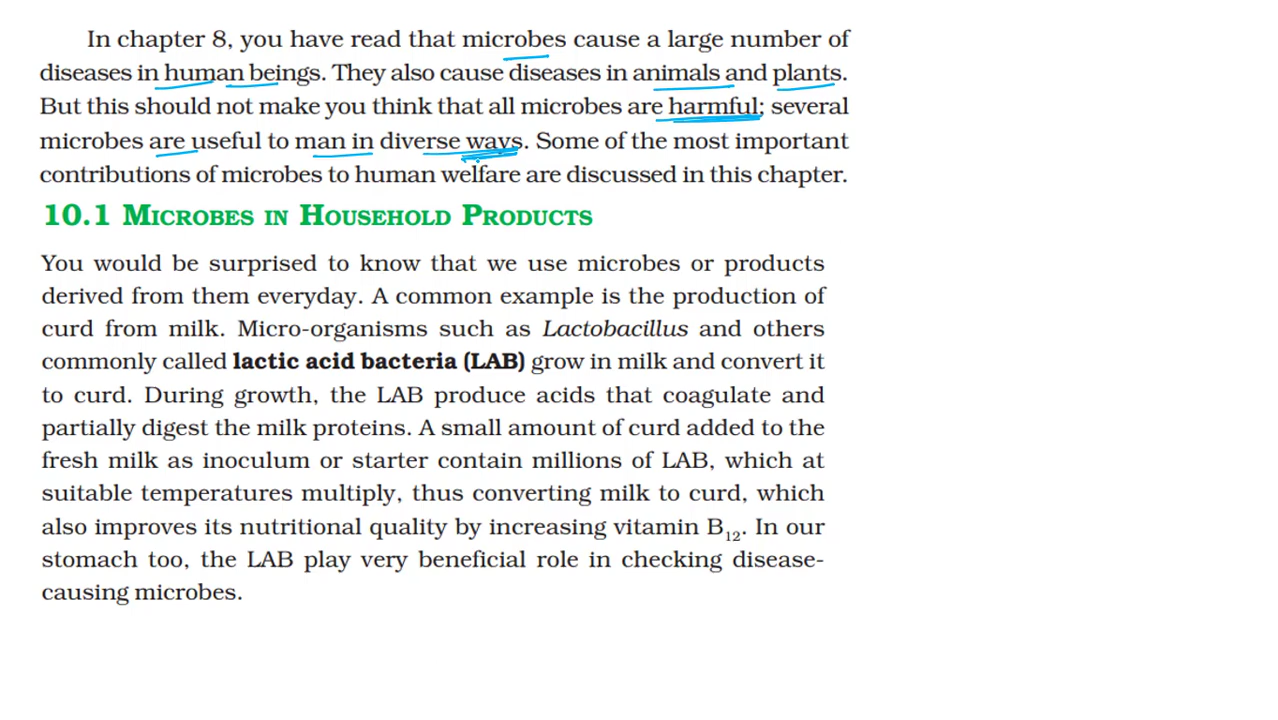 In chapter 8, you have read that microbes cause a large number of
diseases in human beings. They also cause diseases in animals and plants.
But this should not make you think that all microbes are harmful; several
microbes are useful to man in diverse ways. Some of the most important
contributions of microbes to human welfare are discussed in this chapter.
10.1 MICROBES IN HOUSEHOLD PRODUCTS
You would be surprised to know that we use microbes or products
derived from them everyday. A common example is the production of
curd from milk. Micro-organisms such as Lactobacillus and others
commonly called lactic acid bacteria (LAB) grow in milk and convert it
to curd. During growth, the LAB produce acids that coagulate and
partially digest the milk proteins. A small amount of curd added to the
fresh milk as inoculum or starter contain millions of LAB, which at
suitable temperatures multiply, thus converting milk to curd, which
also improves its nutritional quality by increasing vitamin B12. In our
stomach too, the LAB play very beneficial role in checking disease-
causing microbes.